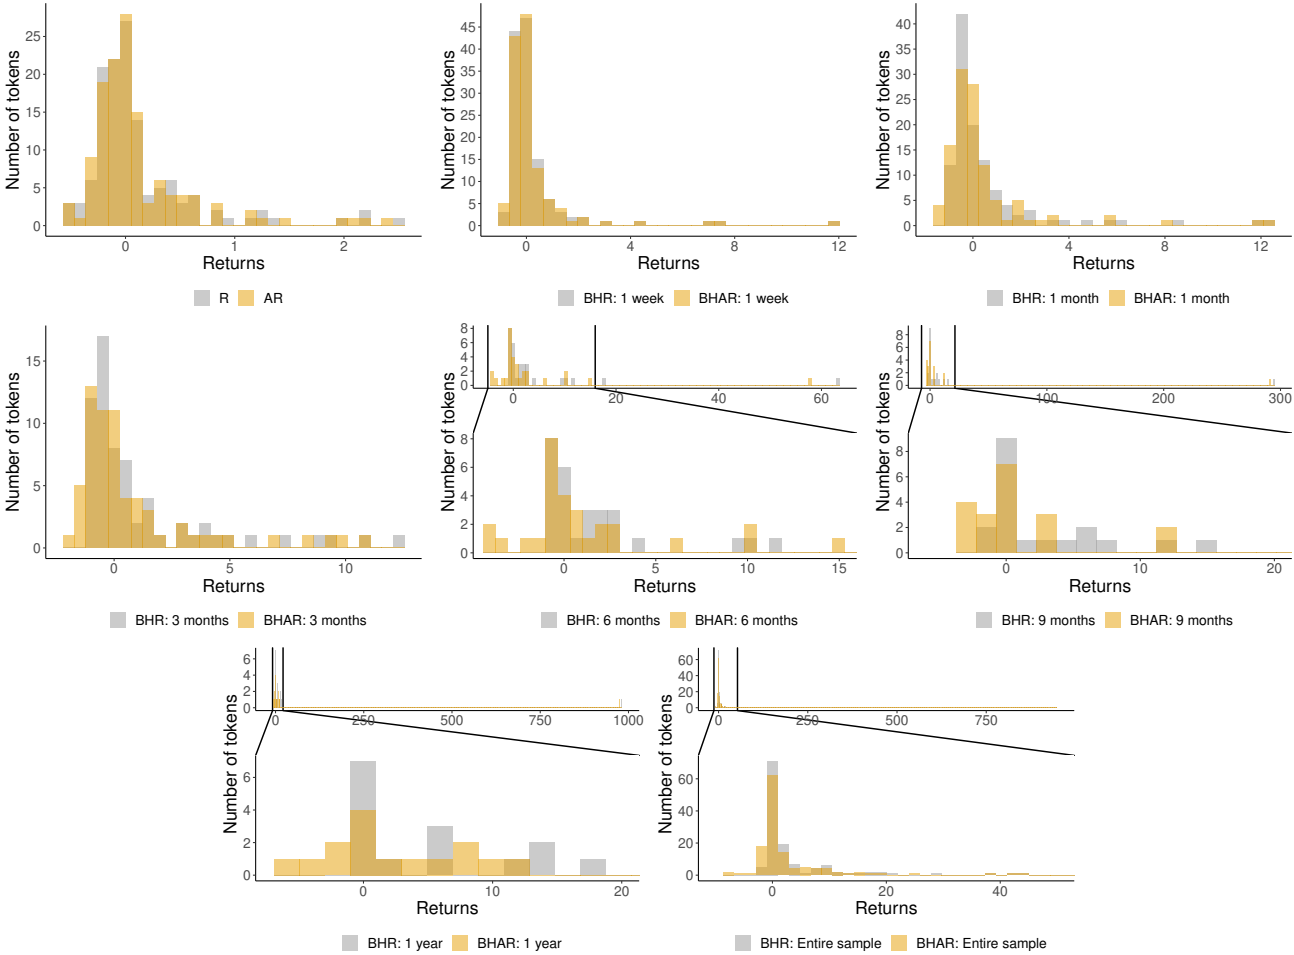 Number of tokens
25
20
15
10
5
0
0 1 2
Returns
R AR
Number of tokens
45
40
35
30
25
20
15
10
5
0
0 4 8 12
Returns
BHR: 1 week BHAR: 1 week
Number of tokens
40
35
30
25
20
15
10
5
0
0 4 8 12
Returns
BHR: 1 month BHAR: 1 month
Number of tokens
15
10
5
0
0 5 10
Returns
BHR: 3 months BHAR: 3 months
Number of tokens
8
6
4
2
0
0 20 40 60
8
6
4
2
0
0 5 10 15
Returns
BHR: 6 months BHAR: 6 months
Number of tokens
8
6
4
2
0
0 100 200 300
8
6
4
2
0
0 10 20
Returns
BHR: 9 months BHAR: 9 months
Number of tokens
6
4
2
0
0 250 500 750 1000
6
4
2
0
0 10 20
Returns
BHR: 1 year BHAR: 1 year
Number of tokens
60
40
20
0
0 250 500 750
60
40
20
0
0 20 40
Returns
BHR: Entire sample BHAR: Entire sample